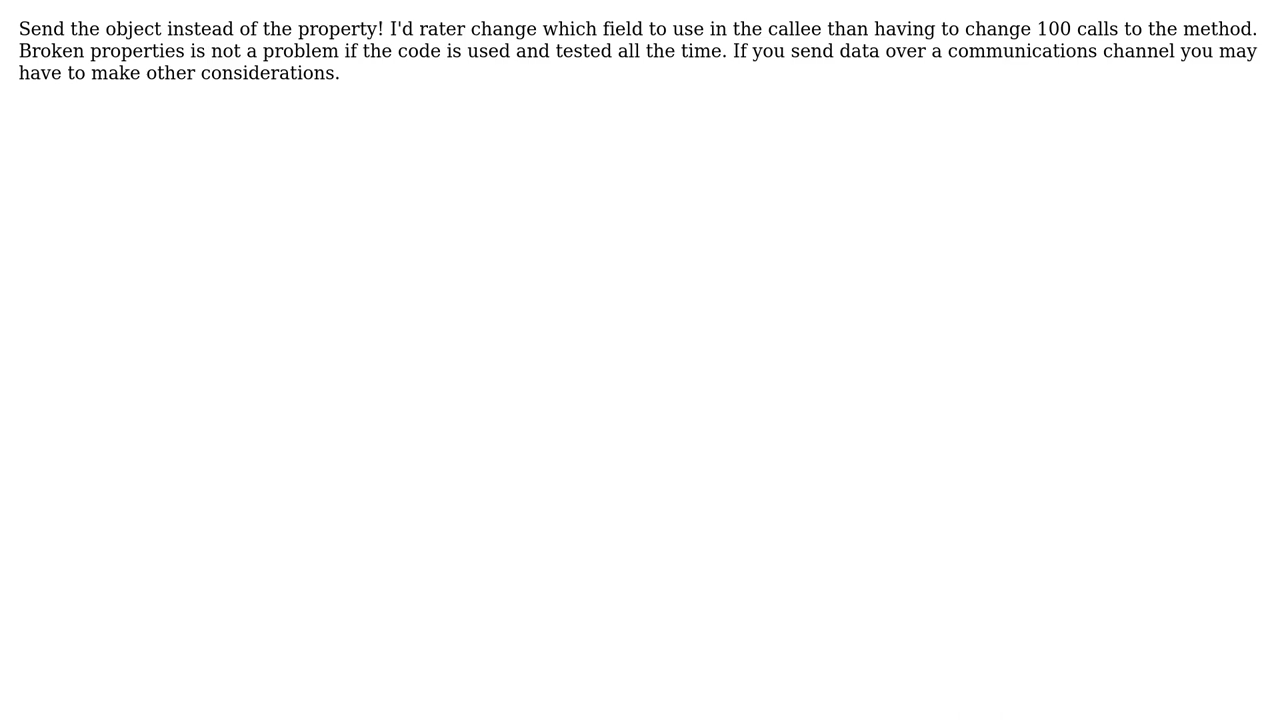 Send the object instead of the property! I'd rater change which field to use in the callee than having to change 100 calls to the method.
Broken properties is not a problem if the code is used and tested all the time. If you send data over a communications channel you may
have to make other considerations.